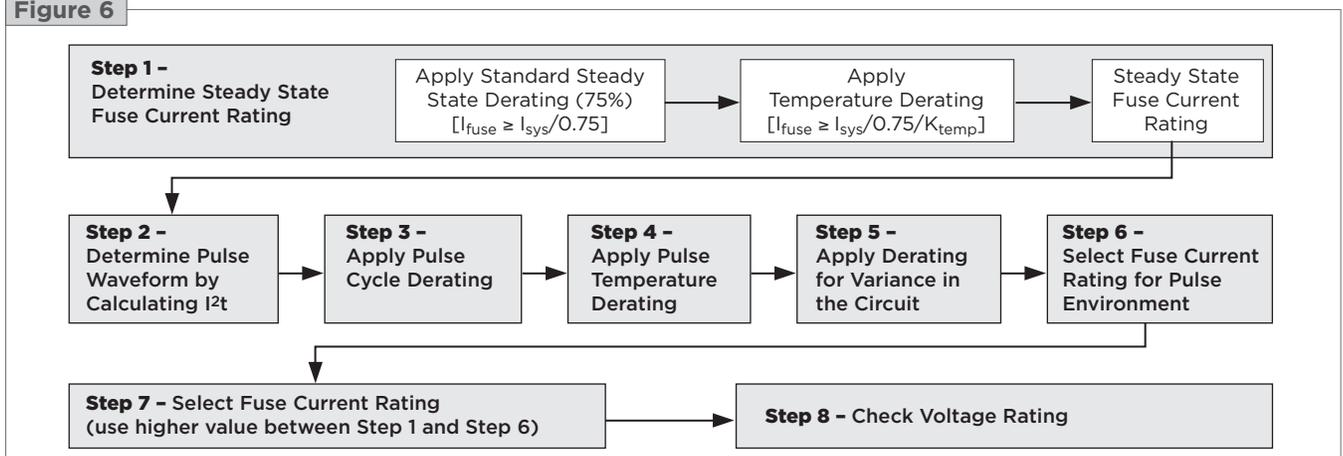 Figure 6
Step 1 –
Determine Steady State
Fuse Current Rating
Apply Standard Steady
State Derating (75%)
[Ifuse ≥ Isys/0.75]
Apply
Temperature Derating
[Ifuse ≥ Isys/0.75/Ktemp]
Steady State
Fuse Current
Rating
Step 2 –
Determine Pulse
Waveform by
Calculating I²t
Step 3 –
Apply Pulse
Cycle Derating
Step 4 –
Apply Pulse
Temperature
Derating
Step 5 –
Apply Derating
for Variance in
the Circuit
Step 6 –
Select Fuse Current
Rating for Pulse
Environment
Step 7 – Select Fuse Current Rating
(use higher value between Step 1 and Step 6)
Step 8 – Check Voltage Rating